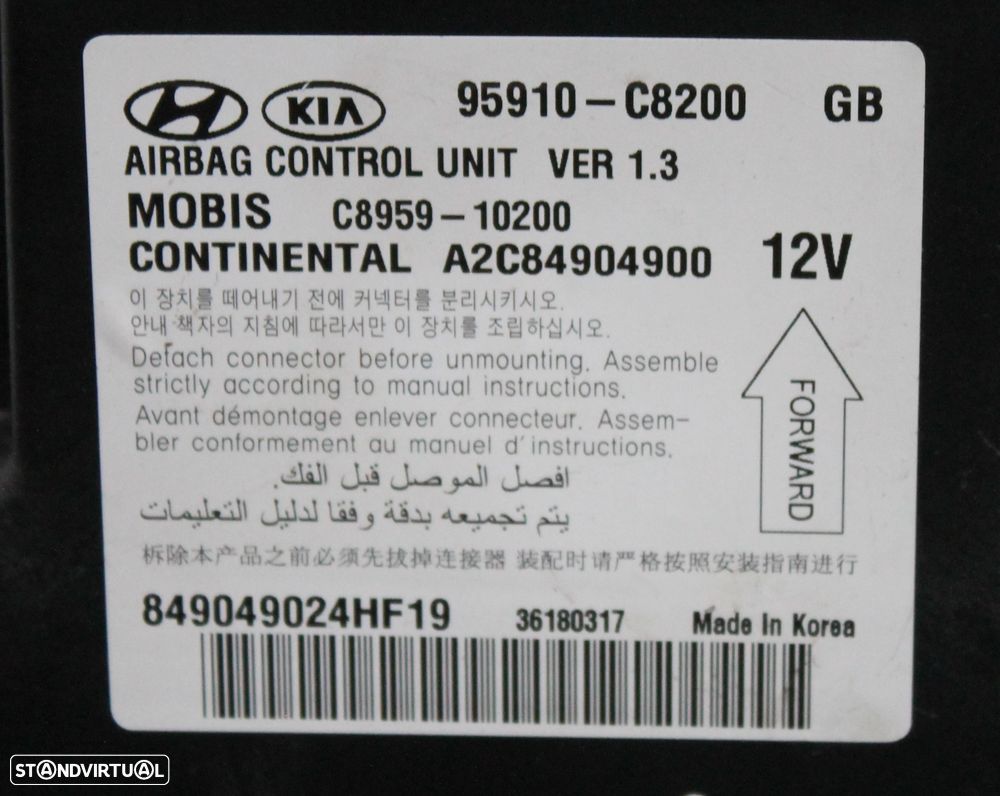 KIA 95910-C8200 GB
AIRBAG CONTROL UNIT VER 1.3
MOBIS C8959-10200
CONTINENTAL A2C84904900 12V
이 장치를 떼어내기 전에 커넥터를 분리시키시오.
안내 책자의 지침에 따라서만 이 장치를 조립하십시오.
Detach connector before unmounting. Assemble
strictly according to manual instructions.
Avant démontage enlever connecteur. Assem-
bler conformement au manuel d'instructions.
افصل الموصل قبل الفك.
يتم تجميعه بدقة وفقا لدليل التعليمات
FORWARD
拆除本产品之前必须先拔掉连接器 装配时请严格按照安装指南进行
849049024HF19 36180317 Made In Korea
STANDVIRTUAL